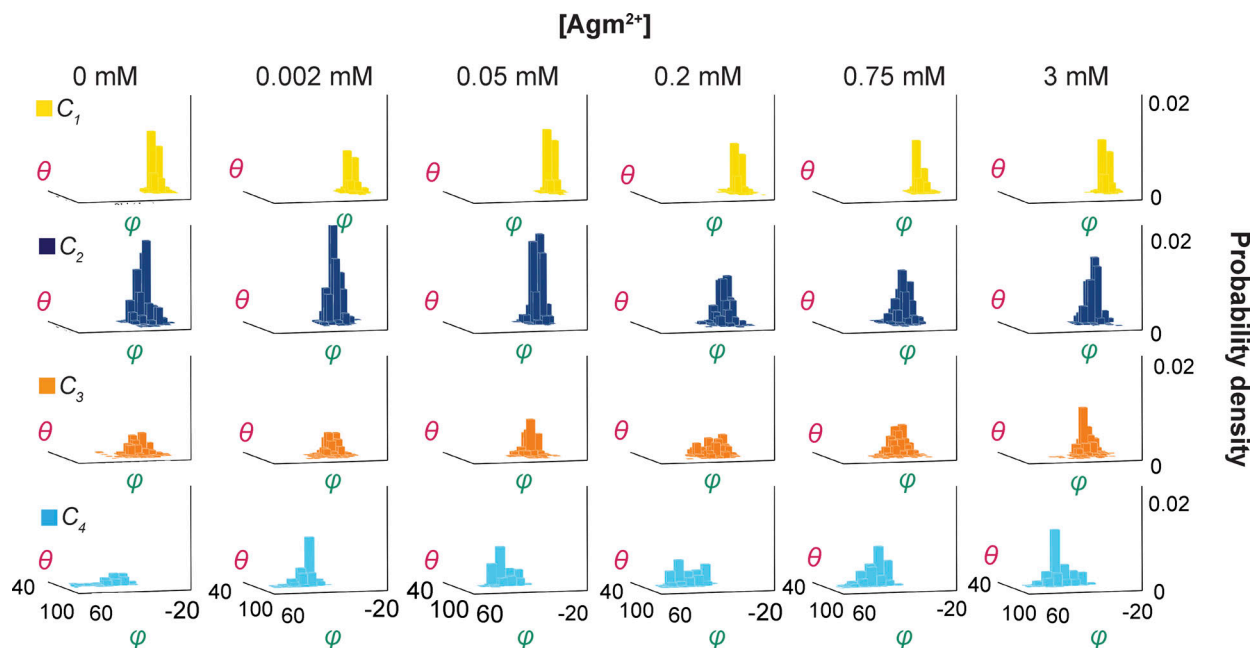 [Agm²⁺]
0 mM 0.002 mM 0.05 mM 0.2 mM 0.75 mM 3 mM
C₁ 0.02
θ θ θ θ θ θ
0
φ φ φ φ φ φ
C₂ 0.02
θ θ θ θ θ θ
0
φ φ φ φ φ φ
C₃ 0.02
θ θ θ θ θ θ
0
φ φ φ φ φ φ
C₄ 0.02
θ θ θ θ θ θ
40 40 40 40 40 40 0
100 60 -20 100 60 -20 100 60 -20 100 60 -20 100 60 -20 100 60 -20
φ φ φ φ φ φ
Probability density